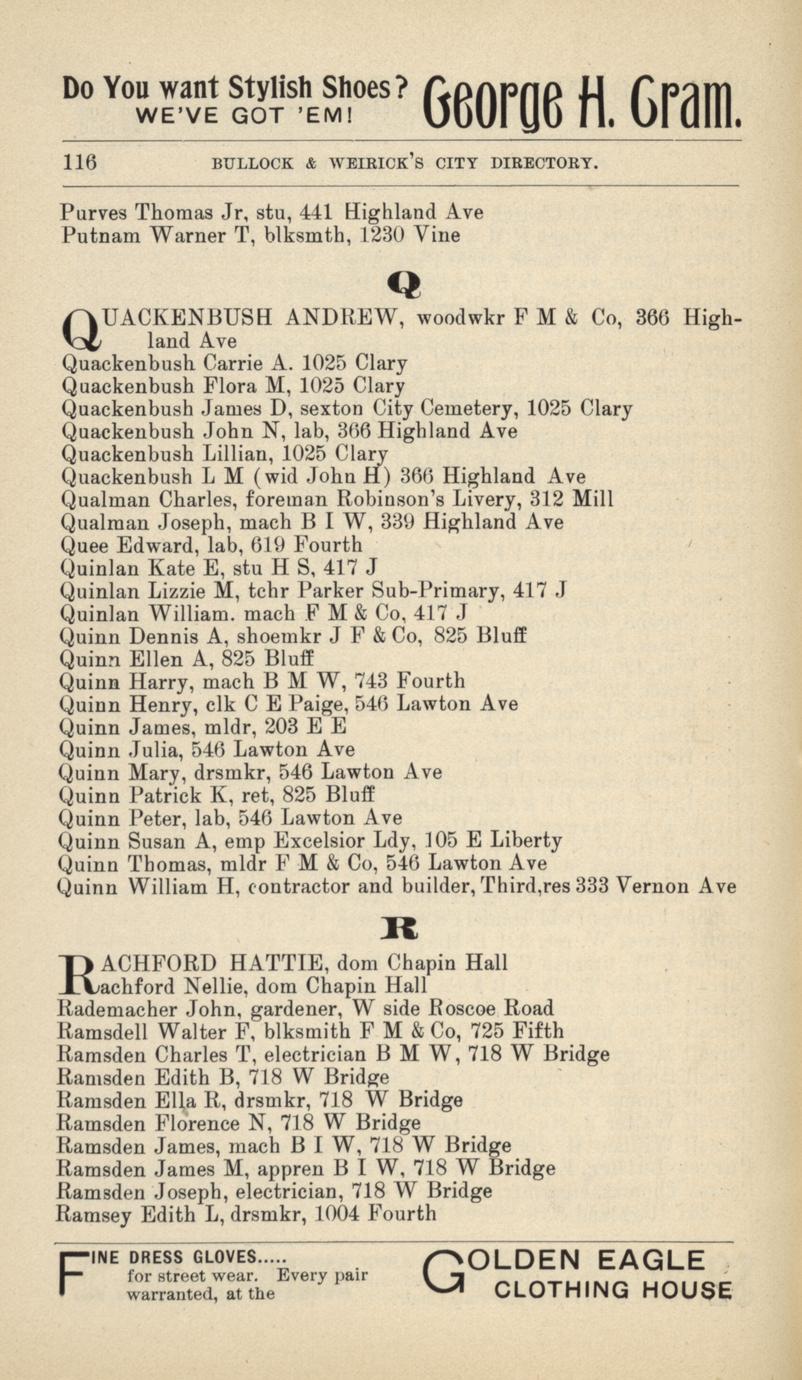 Do You want Stylish Shoes?
WE'VE GOT 'EM!
George H. Gram.
116 BULLOCK & WEIRICK'S CITY DIRECTORY.
Purves Thomas Jr, stu, 441 Highland Ave
Putnam Warner T, blksmth, 1230 Vine
Q
QUACKENBUSH ANDREW, woodwkr F M & Co, 366 High-
land Ave
Quackenbush Carrie A. 1025 Clary
Quackenbush Flora M, 1025 Clary
Quackenbush James D, sexton City Cemetery, 1025 Clary
Quackenbush John N, lab, 366 Highland Ave
Quackenbush Lillian, 1025 Clary
Quackenbush L M (wid John H) 366 Highland Ave
Qualman Charles, foreman Robinson's Livery, 312 Mill
Qualman Joseph, mach B I W, 339 Highland Ave
Quee Edward, lab, 619 Fourth
Quinlan Kate E, stu H S, 417 J
Quinlan Lizzie M, tchr Parker Sub-Primary, 417 J
Quinlan William. mach F M & Co, 417 J
Quinn Dennis A, shoemkr J F & Co, 825 Bluff
Quinn Ellen A, 825 Bluff
Quinn Harry, mach B M W, 743 Fourth
Quinn Henry, clk C E Paige, 546 Lawton Ave
Quinn James, mldr, 203 E E
Quinn Julia, 546 Lawton Ave
Quinn Mary, drsmkr, 546 Lawton Ave
Quinn Patrick K, ret, 825 Bluff
Quinn Peter, lab, 546 Lawton Ave
Quinn Susan A, emp Excelsior Ldy, 105 E Liberty
Quinn Thomas, mldr F M & Co, 546 Lawton Ave
Quinn William H, contractor and builder, Third,res 333 Vernon Ave
R
RACHFORD HATTIE, dom Chapin Hall
Rachford Nellie, dom Chapin Hall
Rademacher John, gardener, W side Roscoe Road
Ramsdell Walter F, blksmith F M & Co, 725 Fifth
Ramsden Charles T, electrician B M W, 718 W Bridge
Ramsden Edith B, 718 W Bridge
Ramsden Ella R, drsmkr, 718 W Bridge
Ramsden Florence N, 718 W Bridge
Ramsden James, mach B I W, 718 W Bridge
Ramsden James M, appren B I W, 718 W Bridge
Ramsden Joseph, electrician, 718 W Bridge
Ramsey Edith L, drsmkr, 1004 Fourth
FINE DRESS GLOVES.....
for street wear. Every pair
warranted, at the
GOLDEN EAGLE
CLOTHING HOUSE